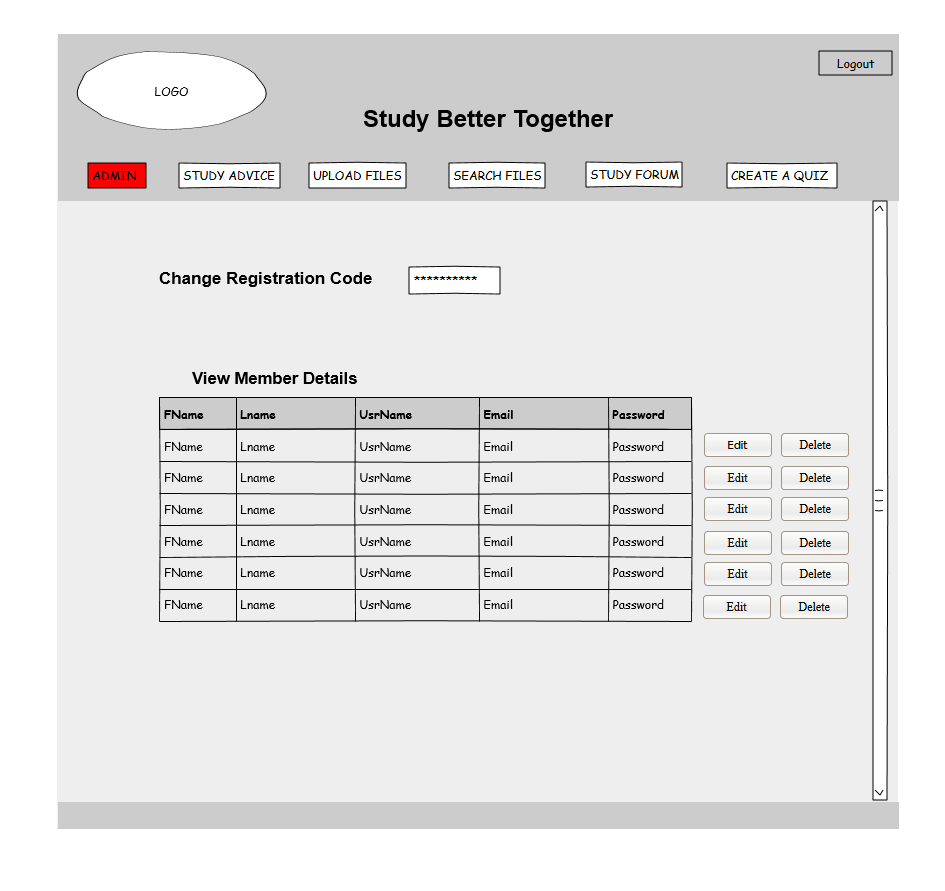 Logout
LOGO
Study Better Together
ADMIN STUDY ADVICE UPLOAD FILES SEARCH FILES STUDY FORUM CREATE A QUIZ
Change Registration Code **********
View Member Details
FName Lname UsrName Email Password
FName Lname UsrName Email Password Edit Delete
FName Lname UsrName Email Password Edit Delete
FName Lname UsrName Email Password Edit Delete
FName Lname UsrName Email Password Edit Delete
FName Lname UsrName Email Password Edit Delete
FName Lname UsrName Email Password Edit Delete